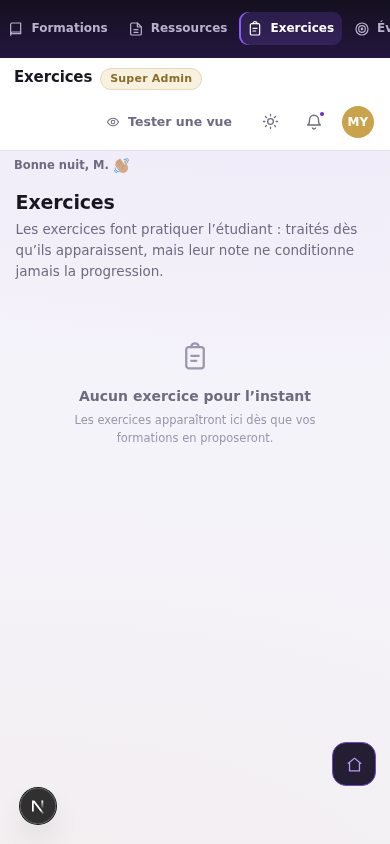 Formations
Ressources
Exercices
Év
Exercices
Super Admin
Tester une vue
MY
Bonne nuit, M. 👋🏽
Exercices
Les exercices font pratiquer l’étudiant : traités dès
qu’ils apparaissent, mais leur note ne conditionne
jamais la progression.
Aucun exercice pour l’instant
Les exercices apparaîtront ici dès que vos
formations en proposeront.
N